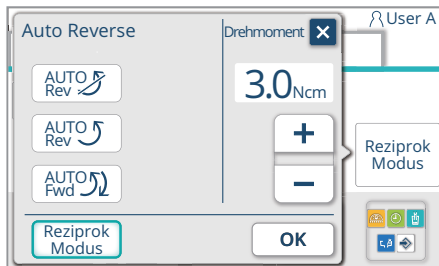 User A
Auto Reverse
Drehmoment
AUTO
Rev
3.0Ncm
AUTO
Rev
+
Reziprok
Modus
AUTO
Fwd
−
Reziprok
Modus
OK